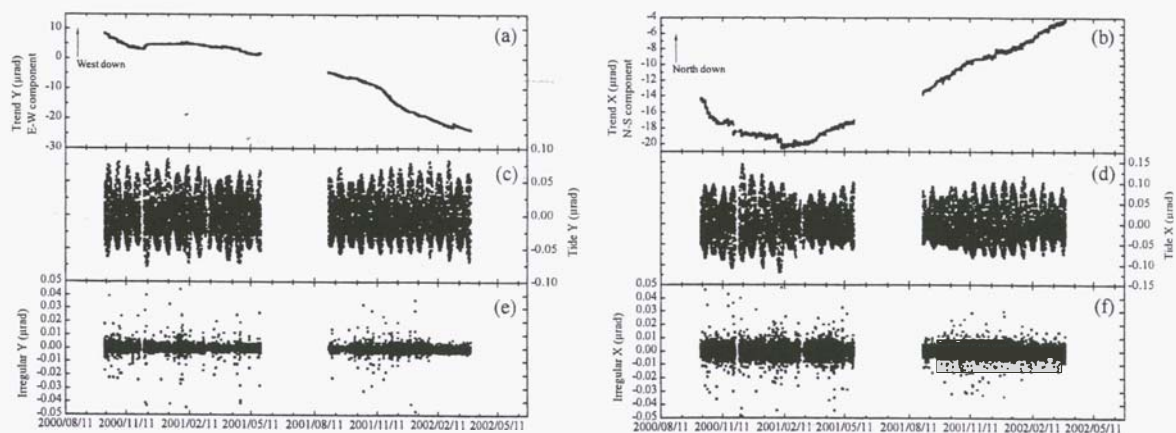 15
10
0
-10
-20
-30
Trend Y (μrad)
E-W component
West down
(a)
0.10
0.05
0.00
-0.05
-0.10
Tide Y (μrad)
(c)
0.05
0.04
0.03
0.02
0.01
0.00
-0.01
-0.02
-0.03
-0.04
-0.05
Irregular Y (μrad)
(e)
2000/08/11 2000/11/11 2001/02/11 2001/05/11 2001/08/11 2001/11/11 2002/02/11 2002/05/11
-4
-6
-8
-10
-12
-14
-16
-18
-20
Trend X (μrad)
N-S component
North down
(b)
0.15
0.10
0.05
0.00
-0.05
-0.10
-0.15
Tide X (μrad)
(d)
0.05
0.04
0.03
0.02
0.01
0.00
-0.01
-0.02
-0.03
-0.04
-0.05
Irregular X (μrad)
(f)
2000/08/11 2000/11/11 2001/02/11 2001/05/11 2001/08/11 2001/11/11 2002/02/11 2002/05/11